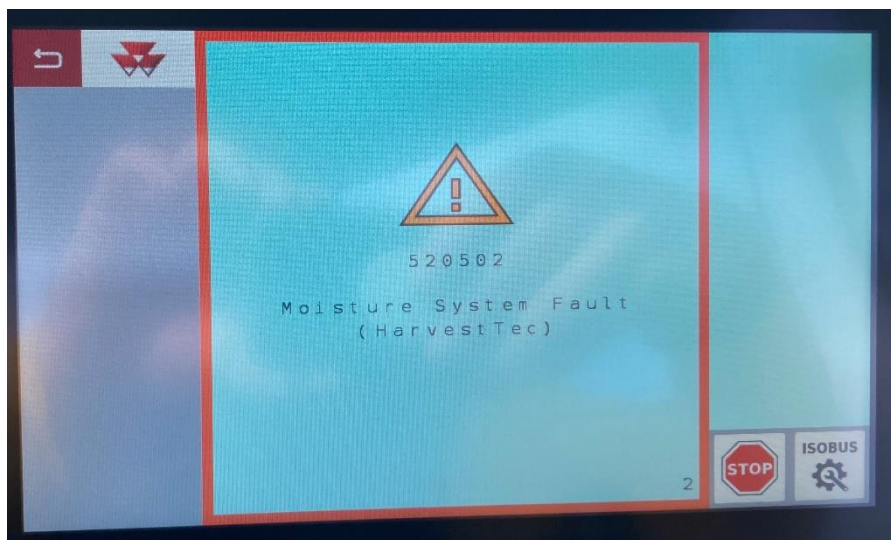 520502
Moisture System Fault
(HarvestTec)
2
STOP
ISOBUS